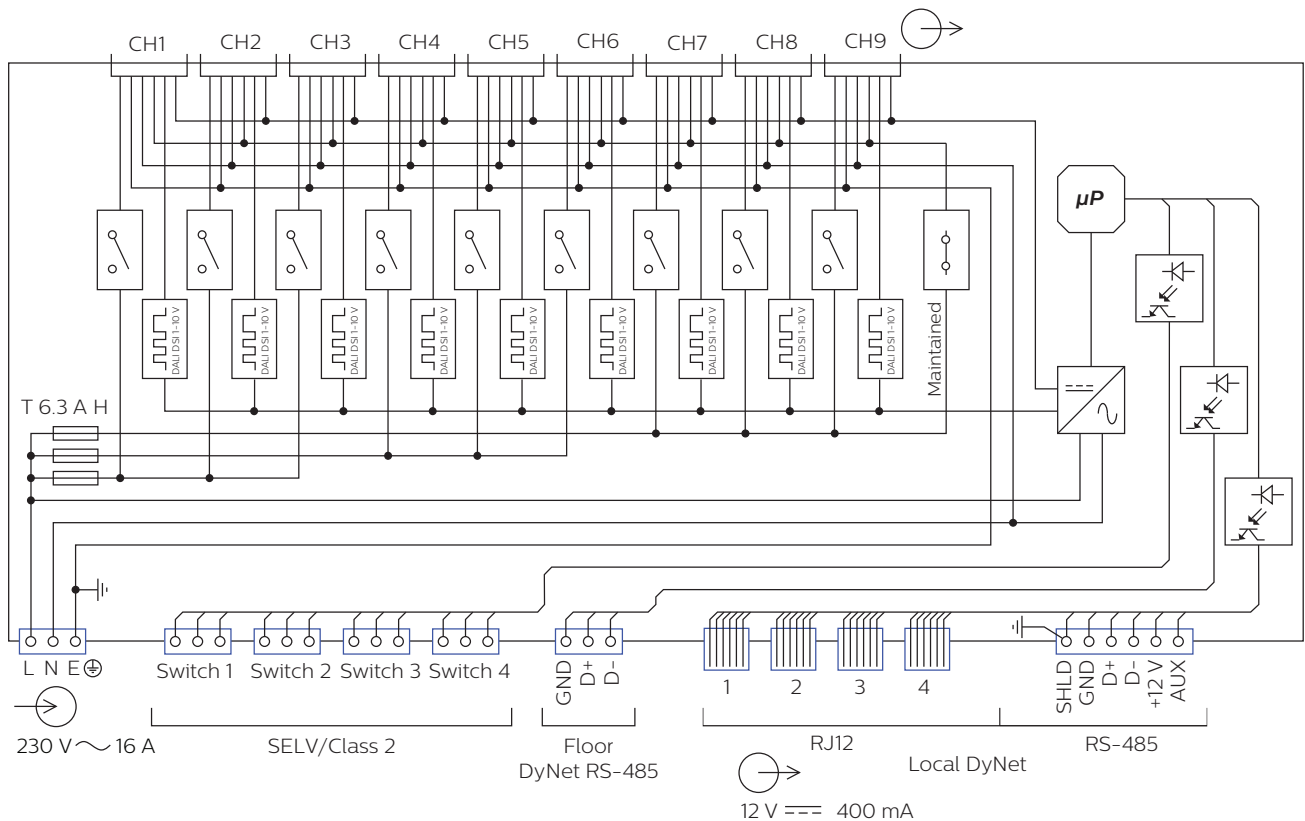 CH1 CH2 CH3 CH4 CH5 CH6 CH7 CH8 CH9
µP
DALI DSI 1-10 V
DALI DSI 1-10 V
DALI DSI 1-10 V
DALI DSI 1-10 V
DALI DSI 1-10 V
DALI DSI 1-10 V
DALI DSI 1-10 V
DALI DSI 1-10 V
DALI DSI 1-10 V
Maintained
T 6.3 A H
L N E
Switch 1 Switch 2 Switch 3 Switch 4
GND
D+
D-
1 2 3 4
SHLD
GND
D+
D-
+12 V
AUX
230 V 16 A
SELV/Class 2
Floor
DyNet RS-485
RJ12
Local DyNet
RS-485
12 V 400 mA